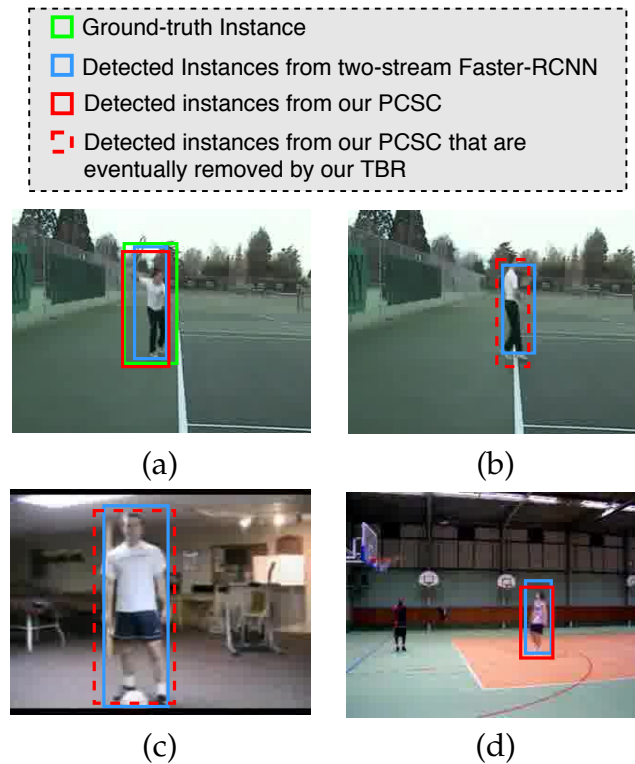 Ground-truth Instance
Detected Instances from two-stream Faster-RCNN
Detected instances from our PCSC
Detected instances from our PCSC that are
eventually removed by our TBR
(a)
(b)
(c)
(d)